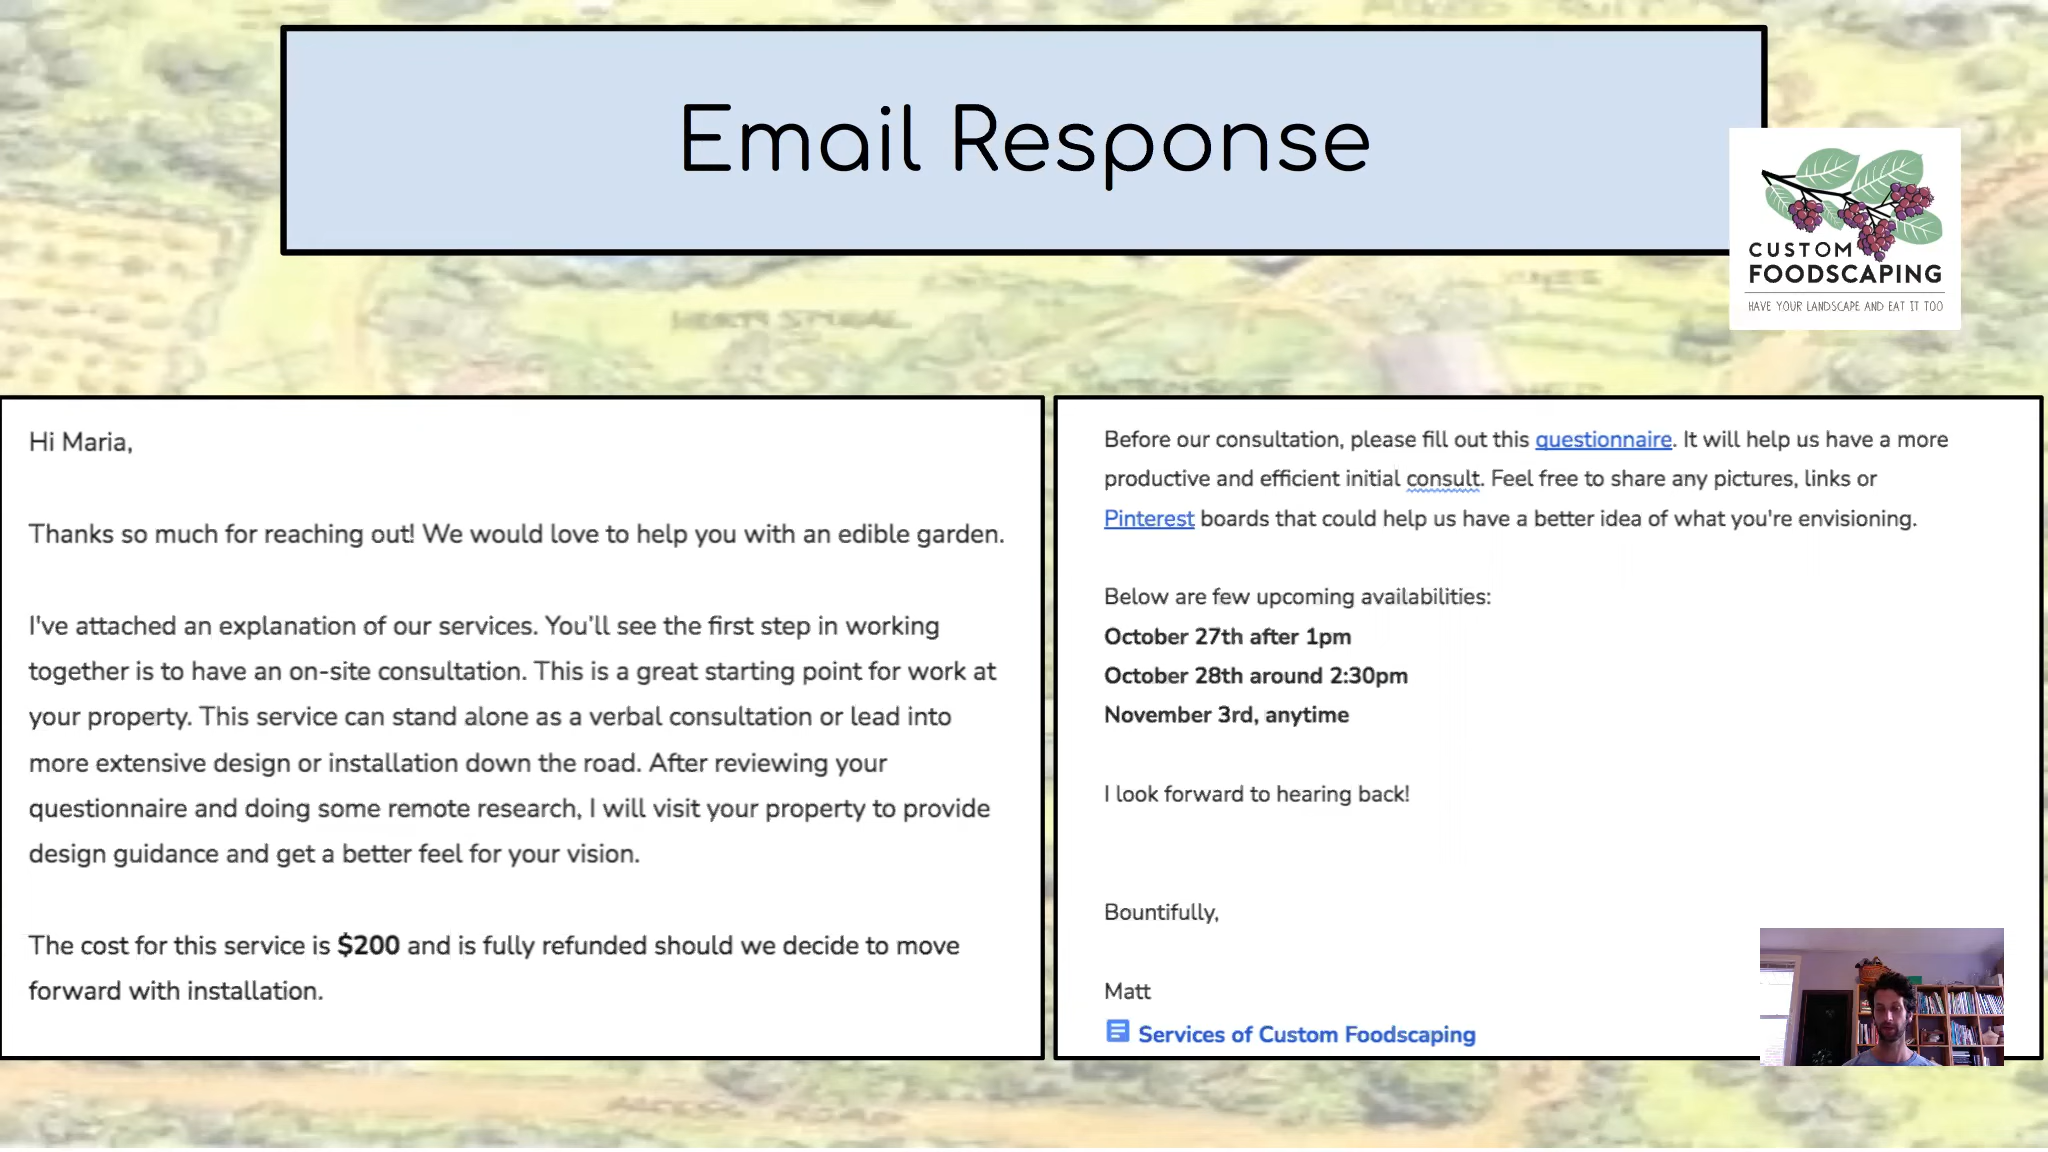 Email Response
CUSTOM
FOODSCAPING
HAVE YOUR LANDSCAPE AND EAT IT TOO
Hi Maria,
Thanks so much for reaching out! We would love to help you with an edible garden.
I've attached an explanation of our services. You'll see the first step in working
together is to have an on-site consultation. This is a great starting point for work at
your property. This service can stand alone as a verbal consultation or lead into
more extensive design or installation down the road. After reviewing your
questionnaire and doing some remote research, I will visit your property to provide
design guidance and get a better feel for your vision.
The cost for this service is $200 and is fully refunded should we decide to move
forward with installation.
Before our consultation, please fill out this questionnaire. It will help us have a more
productive and efficient initial consult. Feel free to share any pictures, links or
Pinterest boards that could help us have a better idea of what you're envisioning.
Below are few upcoming availabilities:
October 27th after 1pm
October 28th around 2:30pm
November 3rd, anytime
I look forward to hearing back!
Bountifully,
Matt
Services of Custom Foodscaping